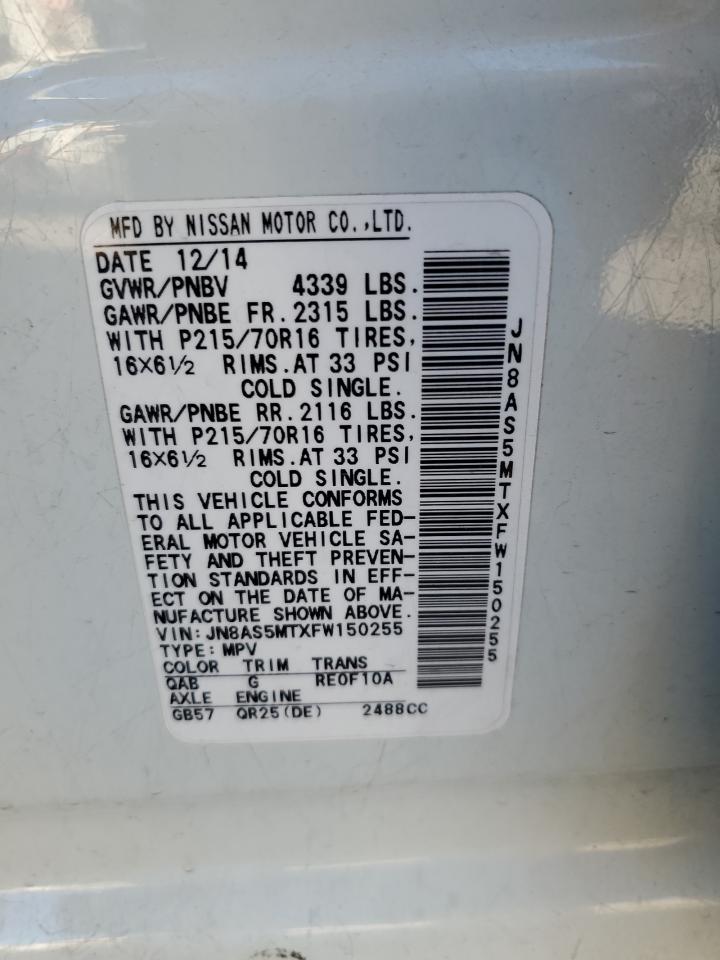 MFD BY NISSAN MOTOR CO.,LTD.
DATE 12/14
GVWR/PNBV 4339 LBS.
GAWR/PNBE FR.2315 LBS.
WITH P215/70R16 TIRES,
16X6½ RIMS.AT 33 PSI
COLD SINGLE.
GAWR/PNBE RR.2116 LBS.
WITH P215/70R16 TIRES,
16X6½ RIMS.AT 33 PSI
COLD SINGLE.
THIS VEHICLE CONFORMS
TO ALL APPLICABLE FED-
ERAL MOTOR VEHICLE SA-
FETY AND THEFT PREVEN-
TION STANDARDS IN EFF-
ECT ON THE DATE OF MA-
NUFACTURE SHOWN ABOVE.
VIN:JN8AS5MTXFW150255
TYPE:MPV
COLOR TRIM TRANS
QAB G RE0F10A
AXLE ENGINE
GB57 QR25(DE) 2488CC
JN8AS5MTXFW150255